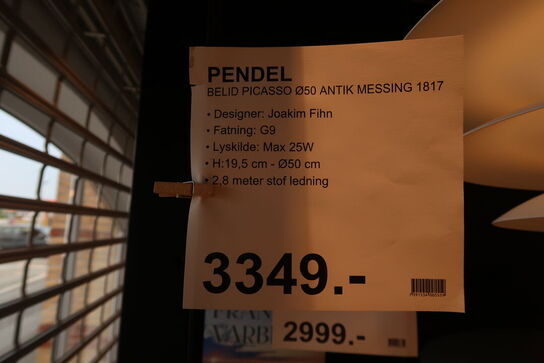 PENDEL
BELID PICASSO Ø50 ANTIK MESSING 1817
• Designer: Joakim Fihn
• Fatning: G9
• Lyskilde: Max 25W
• H:19,5 cm - Ø50 cm
• 2,8 meter stof ledning
3349.-
2999.-